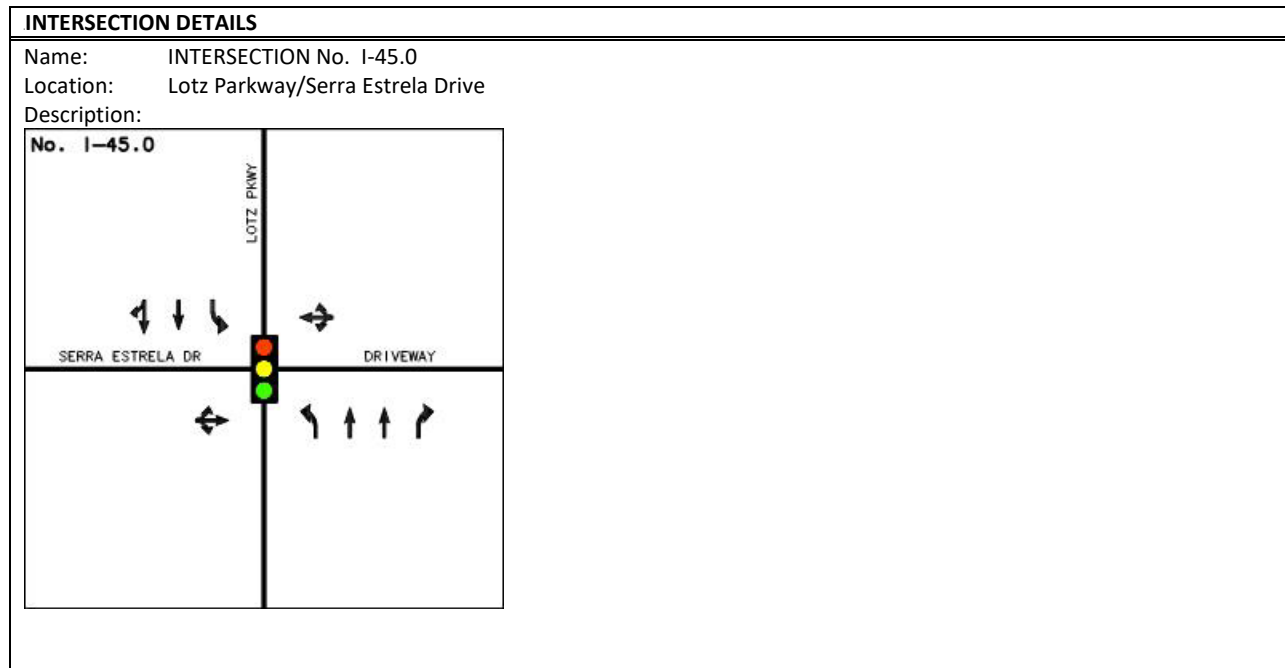 INTERSECTION DETAILS
Name: INTERSECTION No. I-45.0
Location: Lotz Parkway/Serra Estrela Drive
Description:
No. I-45.0
LOTZ PKWY
SERRA ESTRELA DR
DRIVEWAY